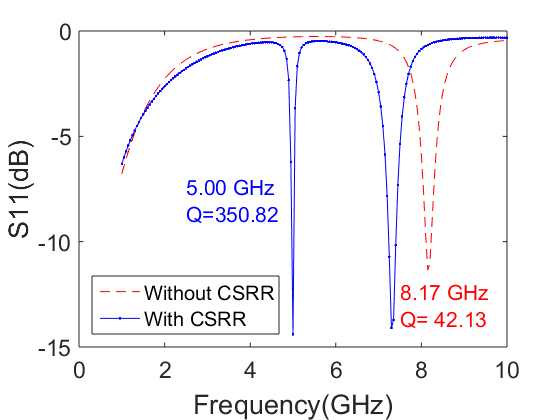 0
-5
-10
-15
S11(dB)
5.00 GHz
Q=350.82
8.17 GHz
Q= 42.13
Without CSRR
With CSRR
0 2 4 6 8 10
Frequency(GHz)